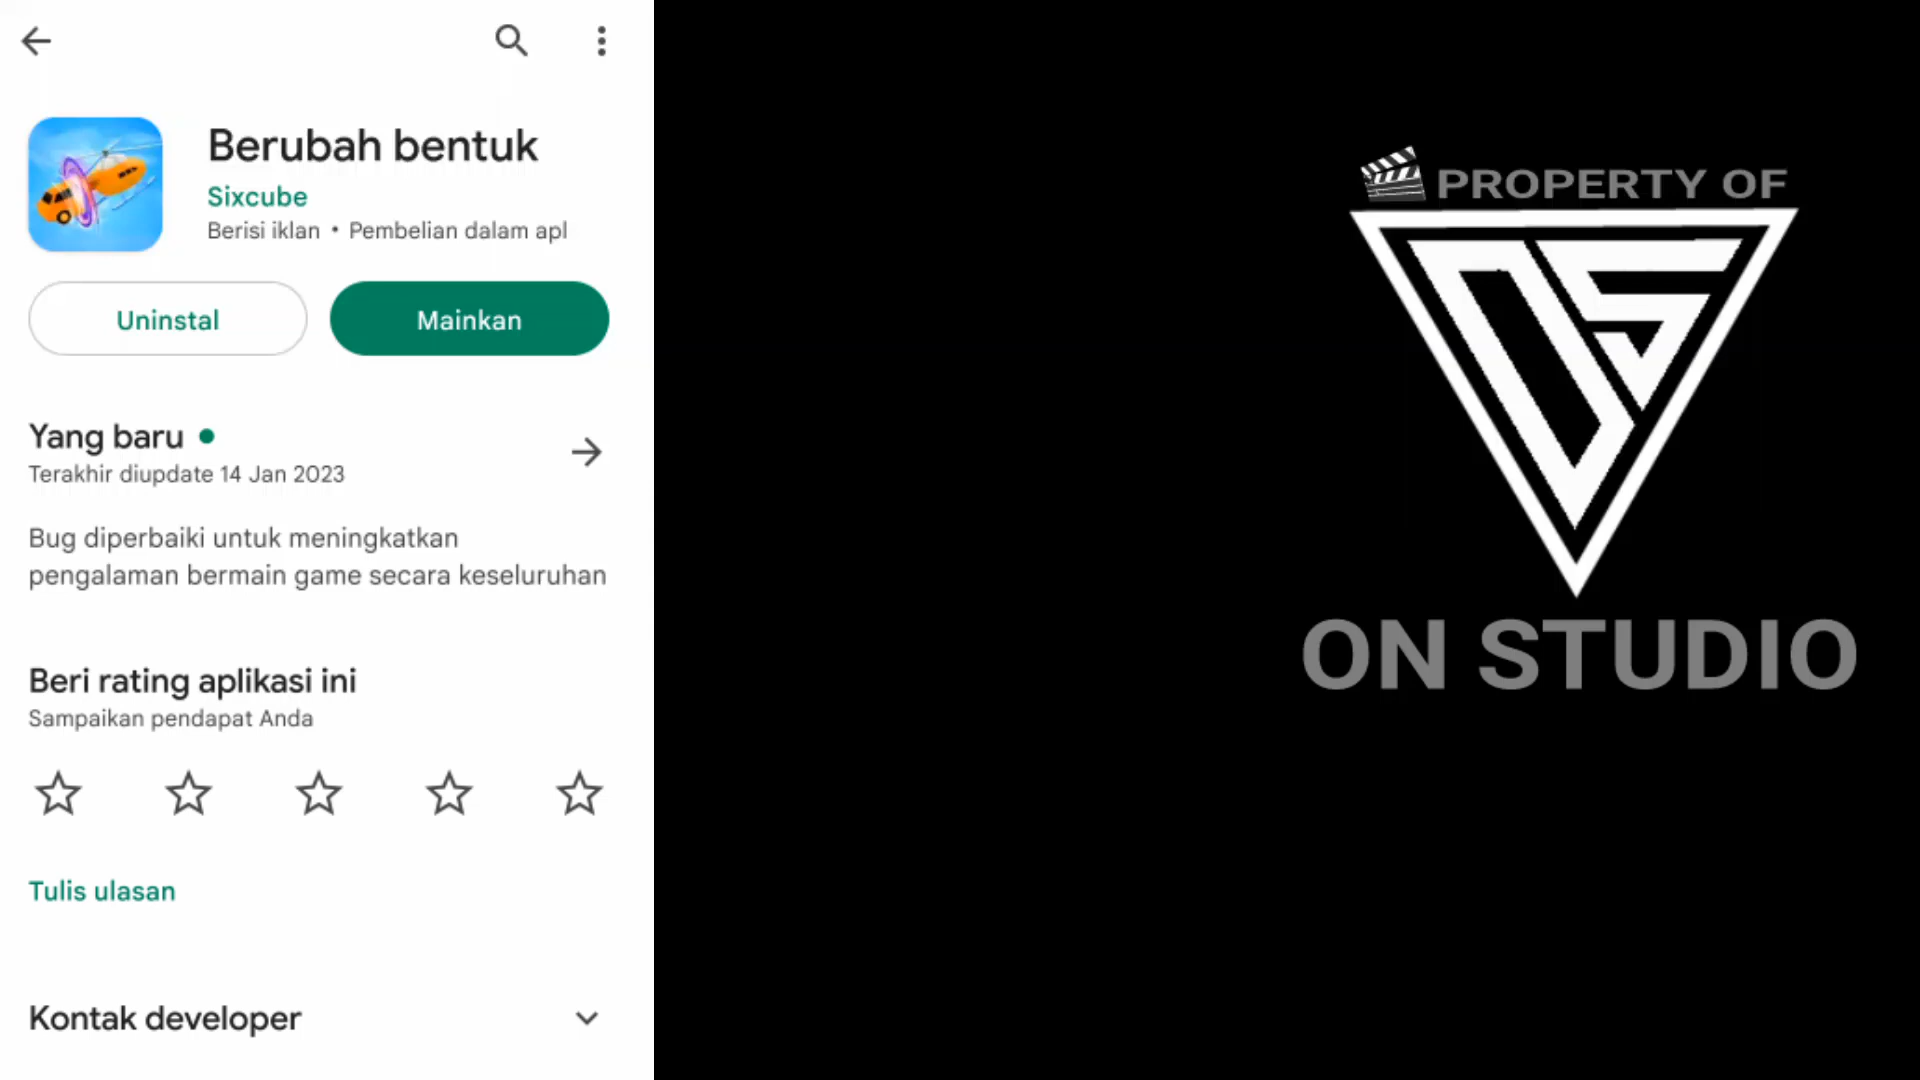 Berubah bentuk
Sixcube
Berisi iklan • Pembelian dalam apl
Uninstal
Mainkan
Yang baru
Terakhir diupdate 14 Jan 2023
Bug diperbaiki untuk meningkatkan
pengalaman bermain game secara keseluruhan
Beri rating aplikasi ini
Sampaikan pendapat Anda
Tulis ulasan
Kontak developer
PROPERTY OF
OS
ON STUDIO